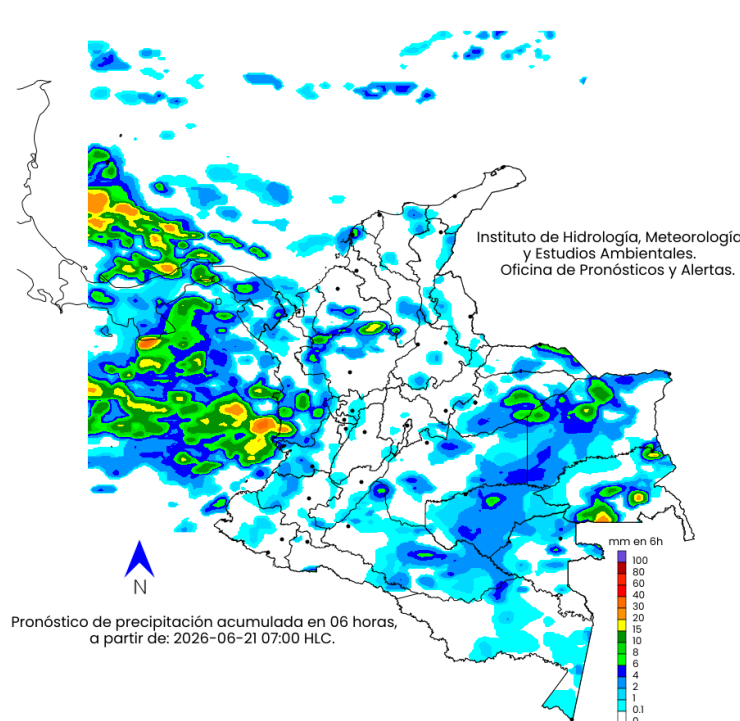 Instituto de Hidrología, Meteorología
y Estudios Ambientales.
Oficina de Pronósticos y Alertas.
mm en 6h
100
80
60
40
30
20
15
10
8
6
4
2
1
0.1
0
N
Pronóstico de precipitación acumulada en 06 horas,
a partir de: 2026-06-21 07:00 HLC.